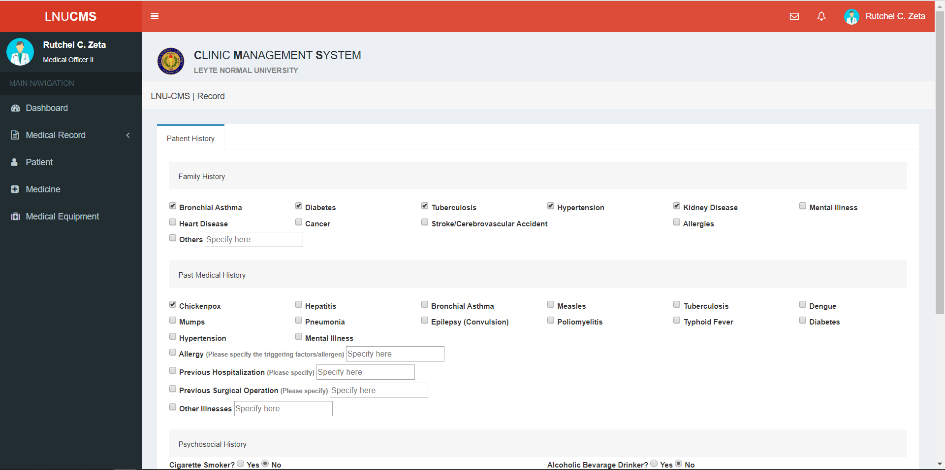 LNUCMS
Rutchel C. Zeta
Rutchel C. Zeta
Medical Officer II
CLINIC MANAGEMENT SYSTEM
LEYTE NORMAL UNIVERSITY
MAIN NAVIGATION
LNU-CMS | Record
Dashboard
Medical Record
Patient
Medicine
Medical Equipment
Patient History
Family History
Bronchial Asthma Diabetes Tuberculosis Hypertension Kidney Disease Mental Illness
Heart Disease Cancer Stroke/Cerebrovascular Accident Allergies
Others Specify here
Past Medical History
Chickenpox Hepatitis Bronchial Asthma Measles Tuberculosis Dengue
Mumps Pneumonia Epilepsy (Convulsion) Poliomyelitis Typhoid Fever Diabetes
Hypertension Mental Illness
Allergy (Please specify the triggering factors/allergen) Specify here
Previous Hospitalization (Please specify) Specify here
Previous Surgical Operation (Please specify) Specify here
Other Illnesses Specify here
Psychosocial History
Cigarette Smoker? Yes No Alcoholic Bevarage Drinker? Yes No